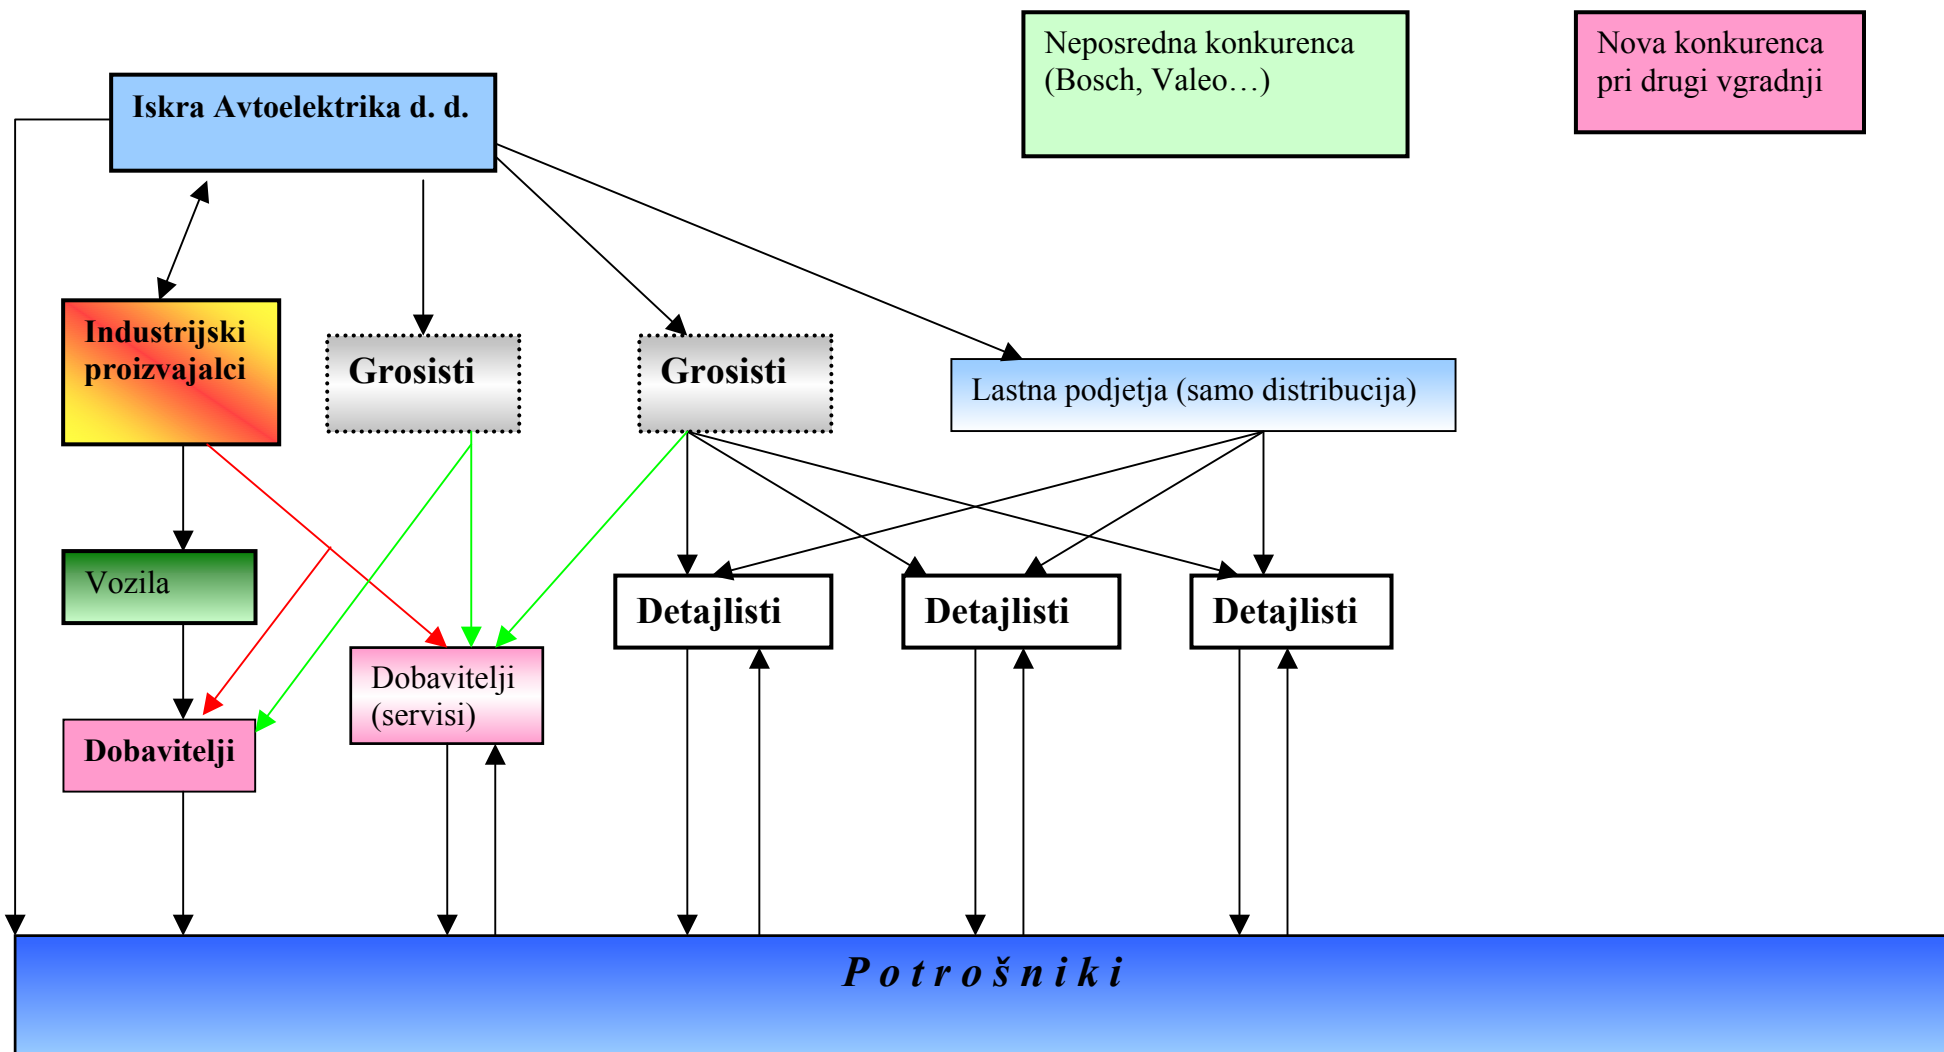 Neposredna konkurenca
(Bosch, Valeo…)
Nova konkurenca
pri drugi vgradnji
Iskra Avtoelektrika d. d.
Industrijski
proizvajalci
Grosisti
Grosisti
Lastna podjetja (samo distribucija)
Vozila
Detajlisti
Detajlisti
Detajlisti
Dobavitelji
(servisi)
Dobavitelji
Potrošniki